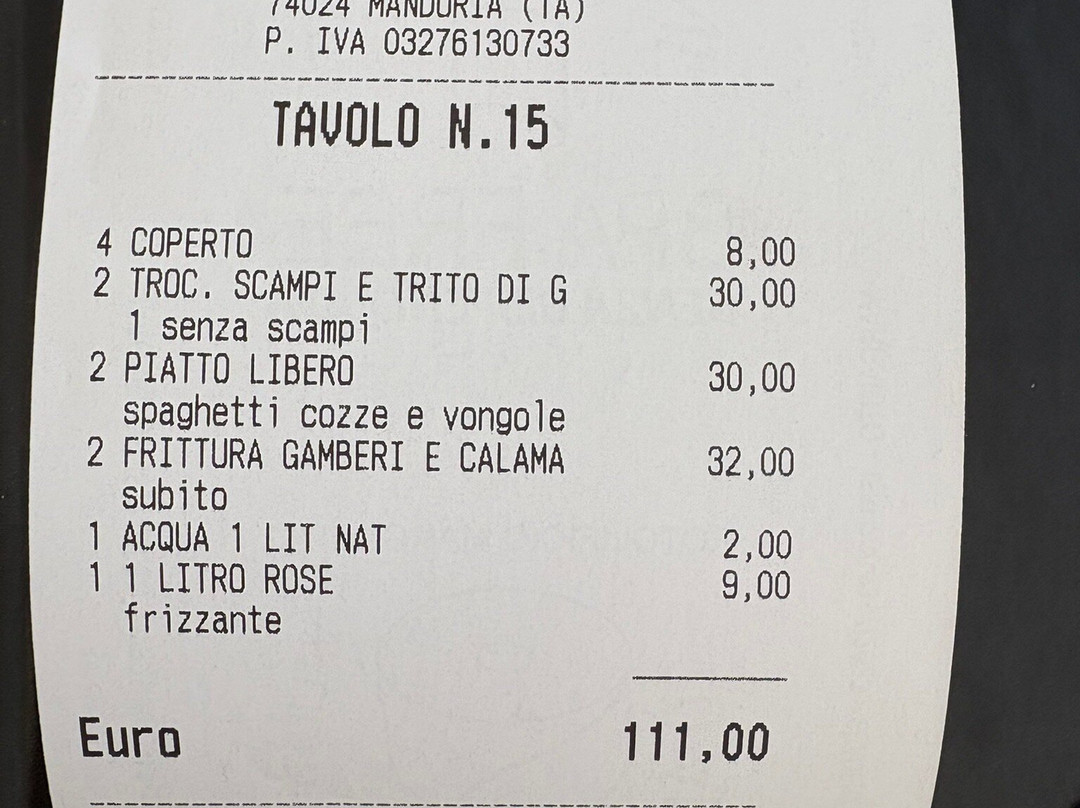 74024 MANDURIA (TA)
P. IVA 03276130733
TAVOLO N.15
4 COPERTO 8,00
2 TROC. SCAMPI E TRITO DI G 30,00
1 senza scampi
2 PIATTO LIBERO 30,00
spaghetti cozze e vongole
2 FRITTURA GAMBERI E CALAMA 32,00
subito
1 ACQUA 1 LIT NAT 2,00
1 1 LITRO ROSE 9,00
frizzante
Euro 111,00